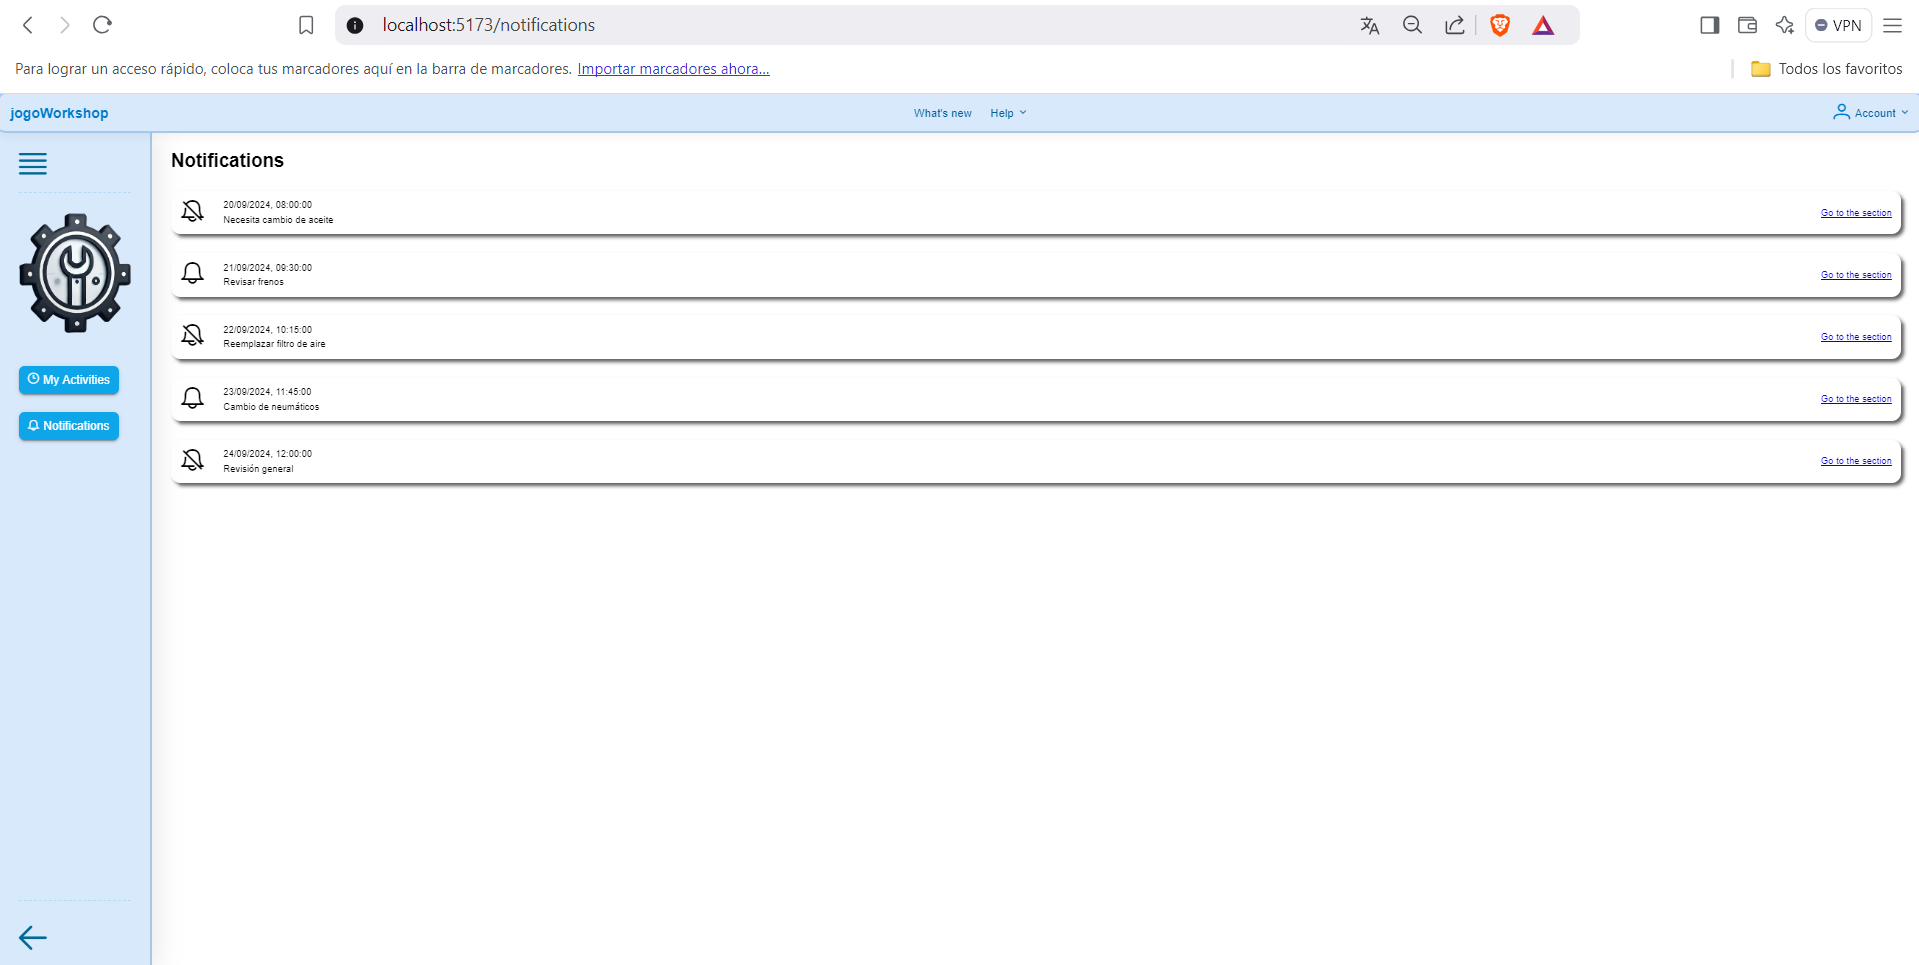 localhost:5173/notifications
VPN
Para lograr un acceso rápido, coloca tus marcadores aquí en la barra de marcadores. Importar marcadores ahora...
Todos los favoritos
jogoWorkshop
What's new
Help
Account
Notifications
20/09/2024, 08:00:00
Necesita cambio de aceite
Go to the section
21/09/2024, 09:30:00
Revisar frenos
Go to the section
22/09/2024, 10:15:00
Reemplazar filtro de aire
Go to the section
23/09/2024, 11:45:00
Cambio de neumáticos
Go to the section
24/09/2024, 12:00:00
Revisión general
Go to the section
My Activities
Notifications